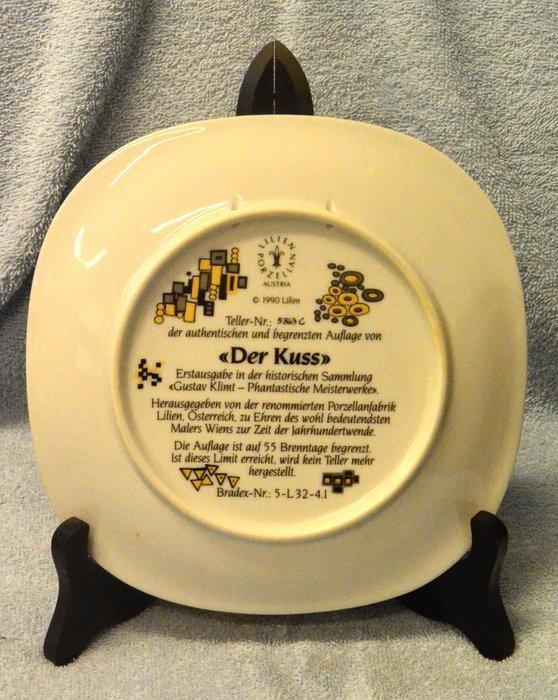 LILIEN PORZELLAN
AUSTRIA
© 1990 Lilien
Teller-Nr.: 5863 C
der authentischen und begrenzten Auflage von
«Der Kuss»
Erstausgabe in der historischen Sammlung
«Gustav Klimt – Phantastische Meisterwerke».
Herausgegeben von der renommierten Porzellanfabrik
Lilien, Österreich, zu Ehren des wohl bedeutendsten
Malers Wiens zur Zeit der Jahrhundertwende.
Die Auflage ist auf 55 Brenntage begrenzt.
Ist dieses Limit erreicht, wird kein Teller mehr
hergestellt.
Bradex-Nr.: 5-L32-4.1